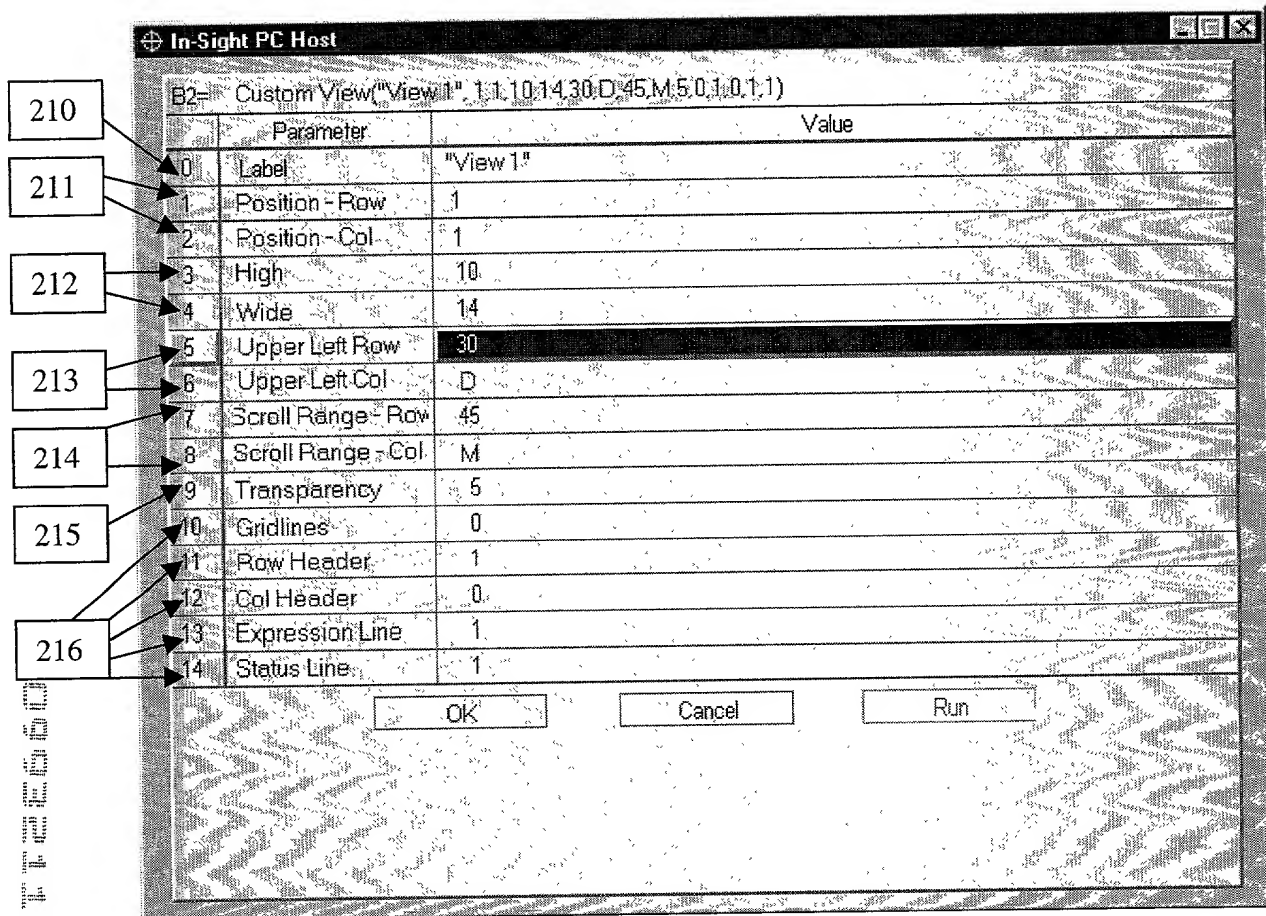 In-Sight PC Host
B2= Custom View("View 1", 1,1,10,14,30,D,45,M,5,0,1,0,1,1)
Parameter Value
210
0 Label "View 1"
211
1 Position - Row 1
2 Position - Col 1
212
3 High 10
4 Wide 14
213
5 Upper Left Row 30
6 Upper Left Col D
214
7 Scroll Range - Row 45
8 Scroll Range - Col M
215
9 Transparency 5
216
10 Gridlines 0
11 Row Header 1
12 Col Header 0
13 Expression Line 1
14 Status Line 1
OK Cancel Run